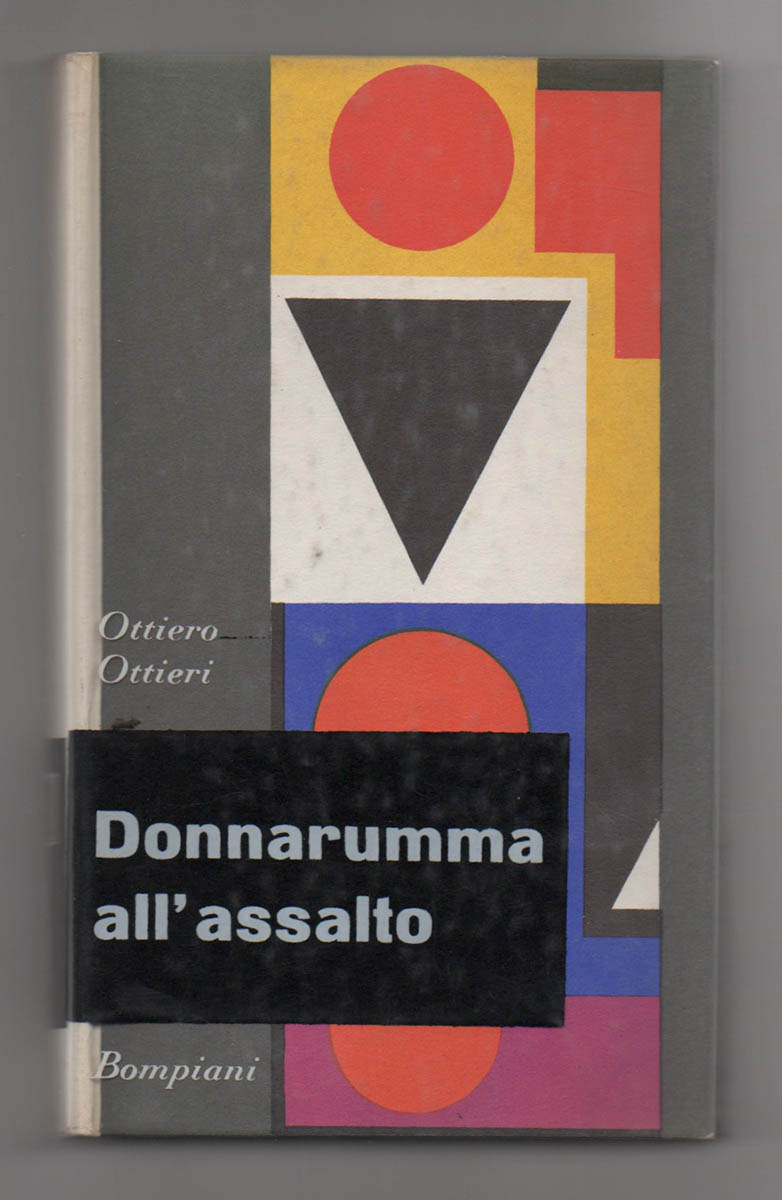 Ottiero
Ottieri
Donnarumma
all'assalto
Bompiani